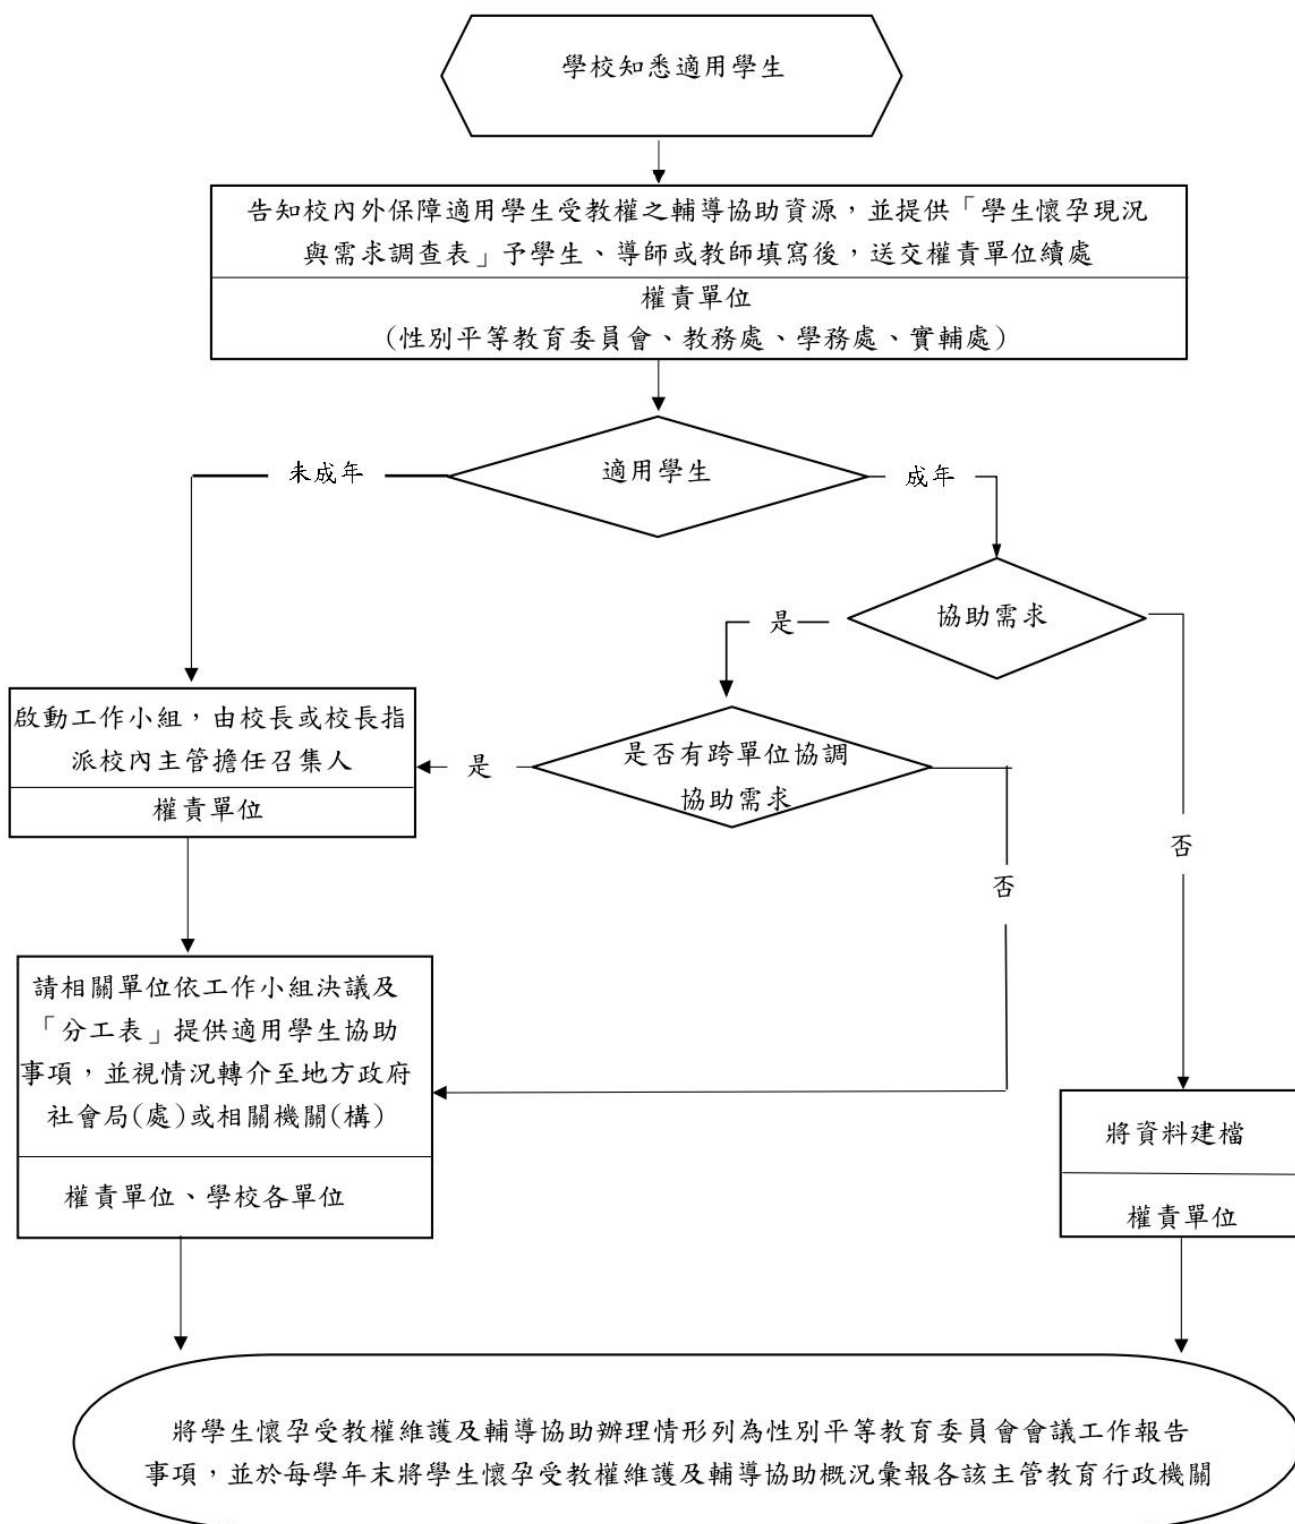 學校知悉適用學生
告知校內外保障適用學生受教權之輔導協助資源，並提供「學生懷孕現況
與需求調查表」予學生、導師或教師填寫後，送交權責單位續處
權責單位
(性別平等教育委員會、教務處、學務處、實輔處)
適用學生
未成年
成年
協助需求
是
是否有跨單位協調
協助需求
是
啟動工作小組，由校長或校長指
派校內主管擔任召集人
權責單位
否
否
請相關單位依工作小組決議及
「分工表」提供適用學生協助
事項，並視情況轉介至地方政府
社會局(處)或相關機關(構)
權責單位、學校各單位
將資料建檔
權責單位
將學生懷孕受教權維護及輔導協助辦理情形列為性別平等教育委員會會議工作報告
事項，並於每學年末將學生懷孕受教權維護及輔導協助概況彙報各該主管教育行政機關